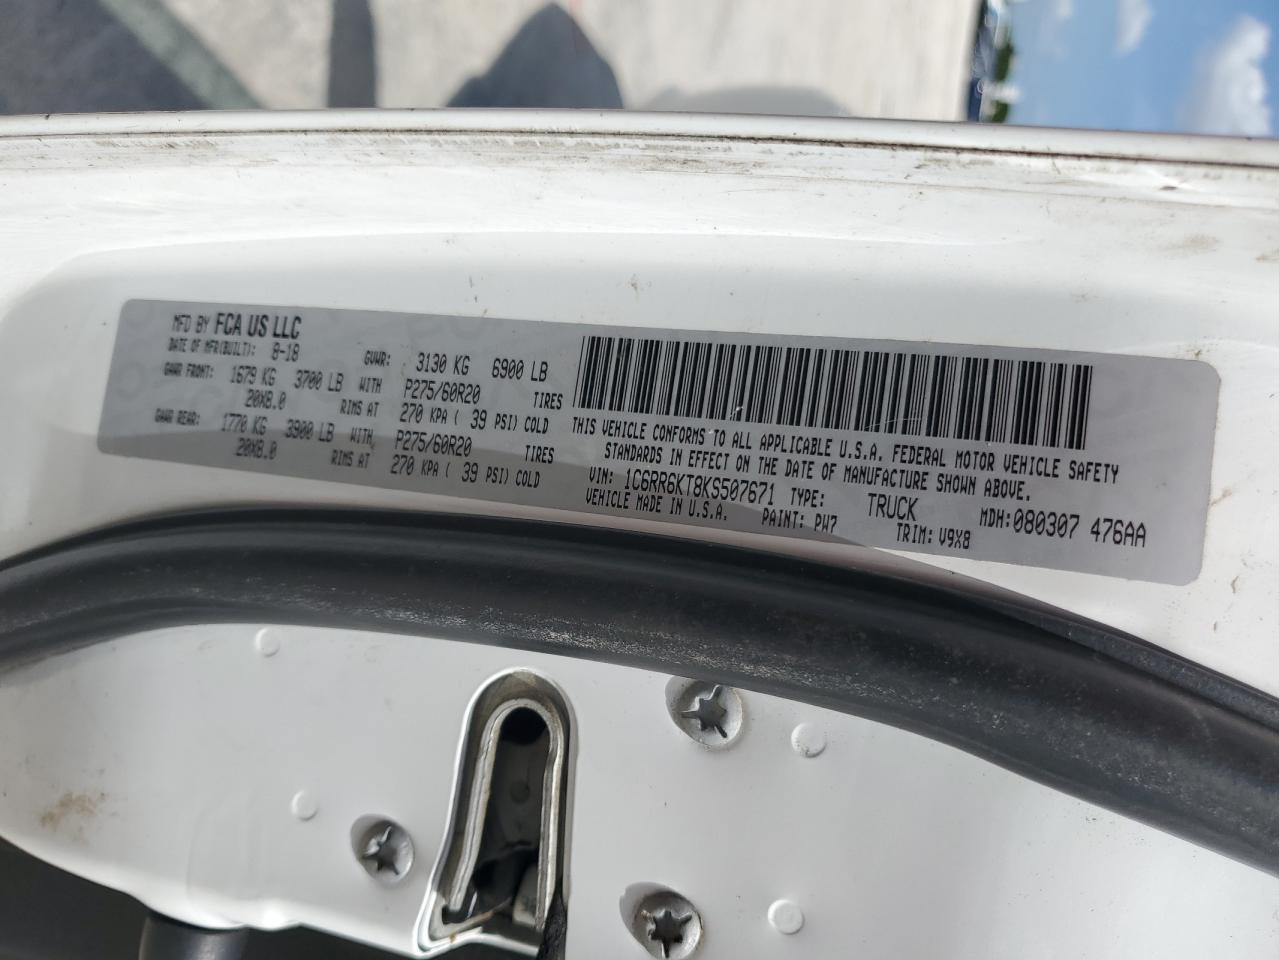 MFD BY FCA US LLC
DATE OF MFR(BUILT): 8-18 GVWR: 3130 KG 6900 LB
GAWR FRONT: 1679 KG 3700 LB WITH P275/60R20 TIRES
20X8.0 RIMS AT 270 KPA ( 39 PSI) COLD
GAWR REAR: 1770 KG 3900 LB WITH P275/60R20 TIRES
20X8.0 RIMS AT 270 KPA ( 39 PSI) COLD
THIS VEHICLE CONFORMS TO ALL APPLICABLE U.S.A. FEDERAL MOTOR VEHICLE SAFETY
STANDARDS IN EFFECT ON THE DATE OF MANUFACTURE SHOWN ABOVE.
VIN: 1C6RR6KT8KS507671 TYPE: TRUCK MDH: 080307 476AA
VEHICLE MADE IN U.S.A. PAINT: PW7 TRIM: V9X8